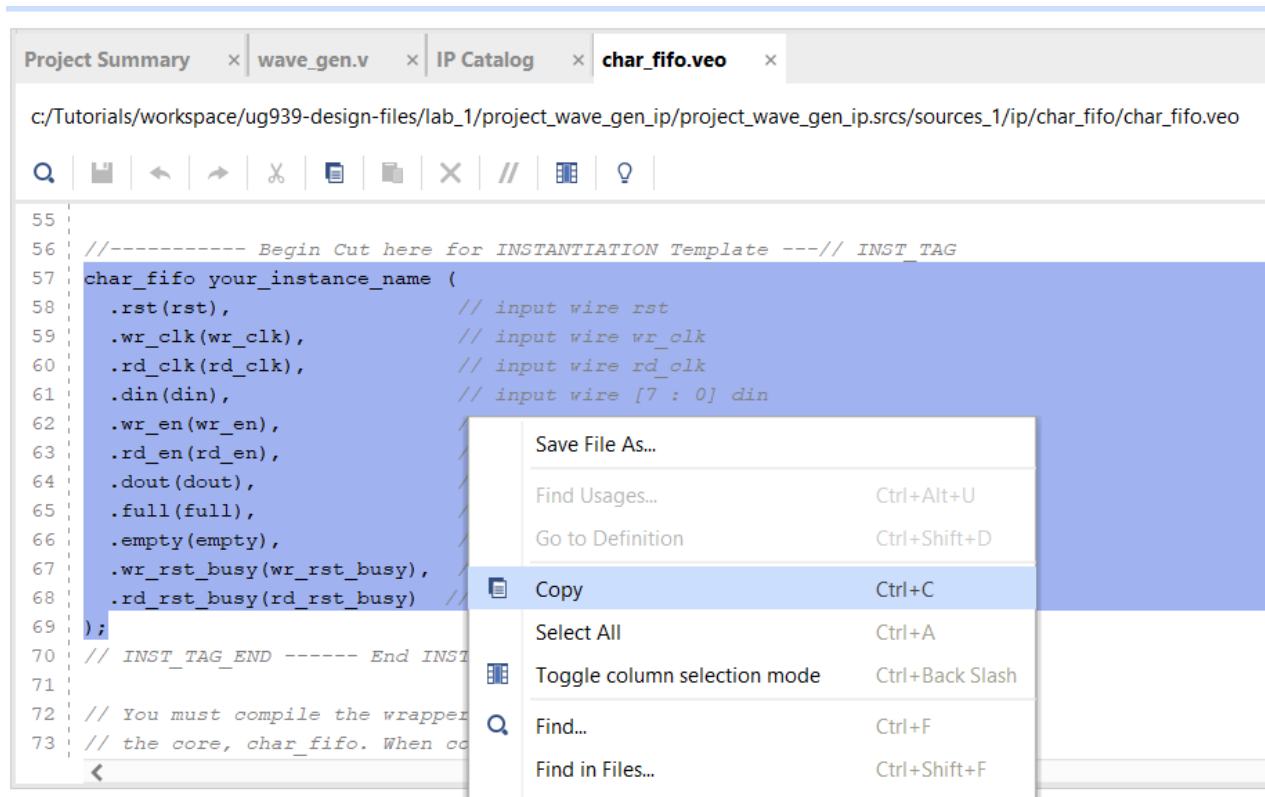 Project Summary × wave_gen.v × IP Catalog × char_fifo.veo ×
c:/Tutorials/workspace/ug939-design-files/lab_1/project_wave_gen_ip/project_wave_gen_ip.srcs/sources_1/ip/char_fifo/char_fifo.veo
55
56 //----------- Begin Cut here for INSTANTIATION Template ---// INST_TAG
57 char_fifo your_instance_name (
58 .rst(rst), // input wire rst
59 .wr_clk(wr_clk), // input wire wr_clk
60 .rd_clk(rd_clk), // input wire rd_clk
61 .din(din), // input wire [7 : 0] din
62 .wr_en(wr_en), /
63 .rd_en(rd_en), /
64 .dout(dout), /
65 .full(full), /
66 .empty(empty), /
67 .wr_rst_busy(wr_rst_busy), /
68 .rd_rst_busy(rd_rst_busy) //
69 );
70 // INST_TAG_END ------ End INST
71
72 // You must compile the wrapper
73 // the core, char_fifo. When co
Save File As...
Find Usages... Ctrl+Alt+U
Go to Definition Ctrl+Shift+D
Copy Ctrl+C
Select All Ctrl+A
Toggle column selection mode Ctrl+Back Slash
Find... Ctrl+F
Find in Files... Ctrl+Shift+F